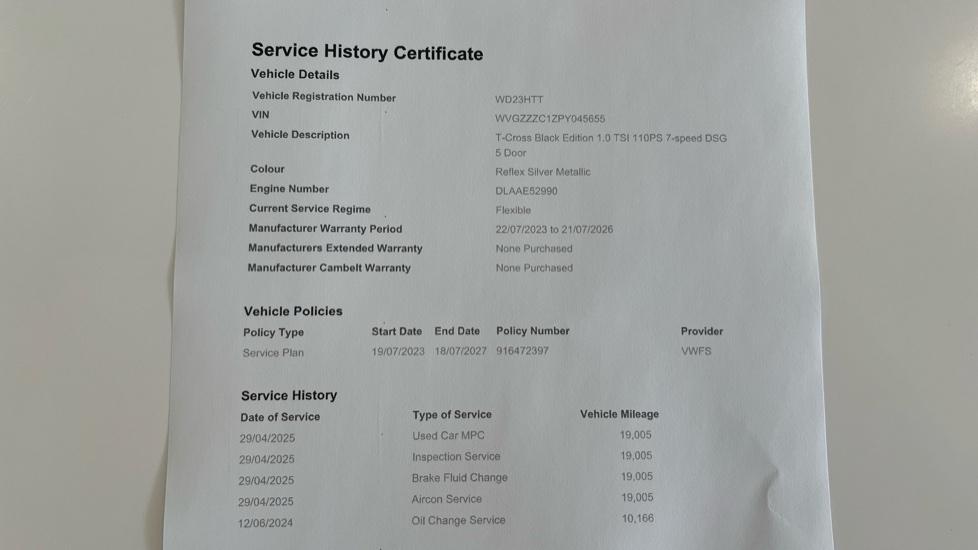 Service History Certificate
Vehicle Details
Vehicle Registration Number WD23HTT
VIN WVGZZZC1ZPY045655
Vehicle Description T-Cross Black Edition 1.0 TSI 110PS 7-speed DSG
5 Door
Colour Reflex Silver Metallic
Engine Number DLAAE52990
Current Service Regime Flexible
Manufacturer Warranty Period 22/07/2023 to 21/07/2026
Manufacturers Extended Warranty None Purchased
Manufacturer Cambelt Warranty None Purchased
Vehicle Policies
Policy Type Start Date End Date Policy Number Provider
Service Plan 19/07/2023 18/07/2027 916472397 VWFS
Service History
Date of Service Type of Service Vehicle Mileage
29/04/2025 Used Car MPC 19,005
29/04/2025 Inspection Service 19,005
29/04/2025 Brake Fluid Change 19,005
29/04/2025 Aircon Service 19,005
12/06/2024 Oil Change Service 10,166